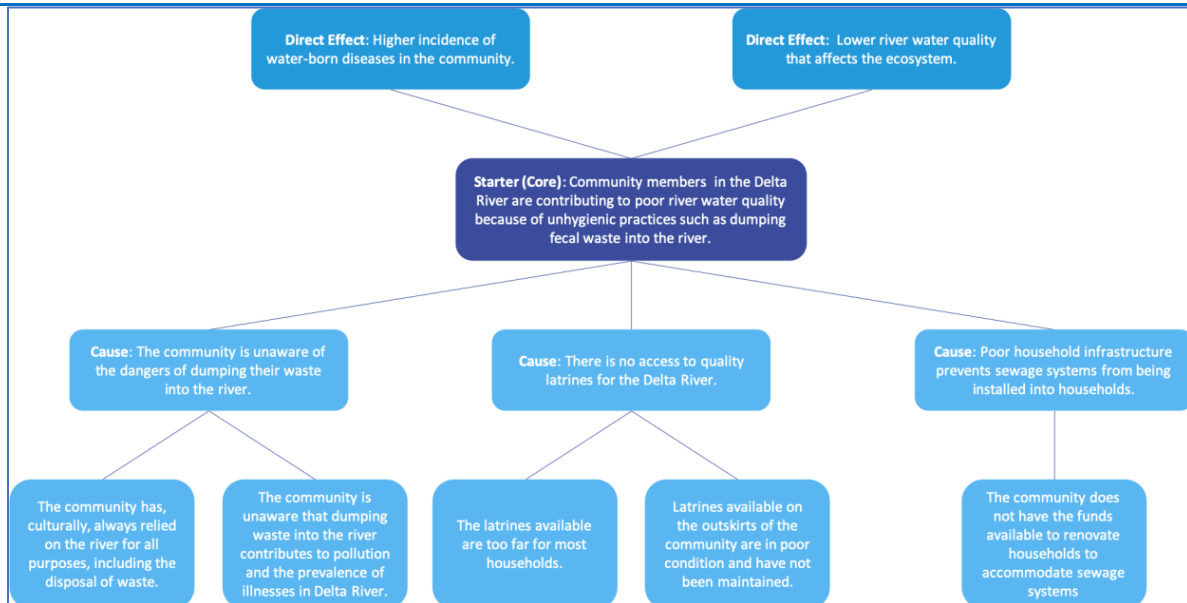 Direct Effect: Higher incidence of
water-born diseases in the community.
Direct Effect:  Lower river water quality
that affects the ecosystem.
Starter (Core): Community members  in the Delta
River are contributing to poor river water quality
because of unhygienic practices such as dumping
fecal waste into the river.
Cause: The community is unaware of
the dangers of dumping their waste
into the river.
Cause: There is no access to quality
latrines for the Delta River.
Cause: Poor household infrastructure
prevents sewage systems from being
installed into households.
The community has,
culturally, always relied
on the river for all
purposes, including the
disposal of waste.
The community is
unaware that dumping
waste into the river
contributes to pollution
and the prevalence of
illnesses in Delta River.
The latrines available
are too far for most
households.
Latrines available on
the outskirts of the
community are in poor
condition and have not
been maintained.
The community does
not have the funds
available to renovate
households to
accommodate sewage
systems